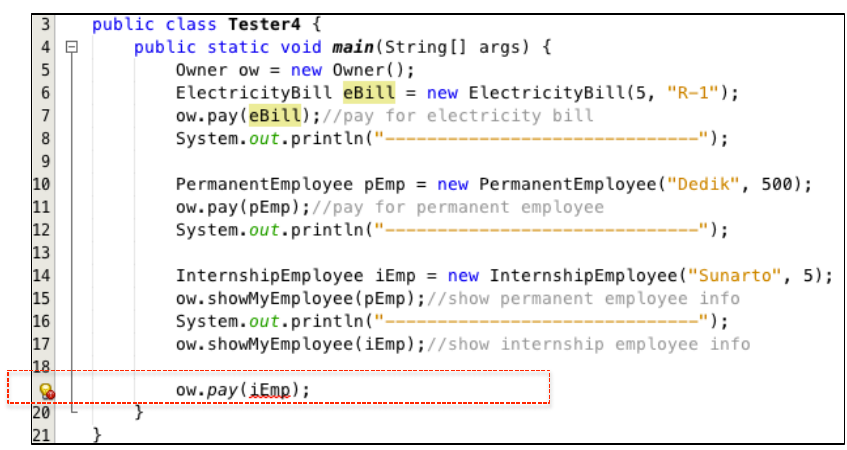 3 public class Tester4 {
4 public static void main(String[] args) {
5 Owner ow = new Owner();
6 ElectricityBill eBill = new ElectricityBill(5, "R-1");
7 ow.pay(eBill);//pay for electricity bill
8 System.out.println("------------------------------");
9
10 PermanentEmployee pEmp = new PermanentEmployee("Dedik", 500);
11 ow.pay(pEmp);//pay for permanent employee
12 System.out.println("------------------------------");
13
14 InternshipEmployee iEmp = new InternshipEmployee("Sunarto", 5);
15 ow.showMyEmployee(pEmp);//show permanent employee info
16 System.out.println("------------------------------");
17 ow.showMyEmployee(iEmp);//show internship employee info
18
ow.pay(iEmp);
20 }
21 }